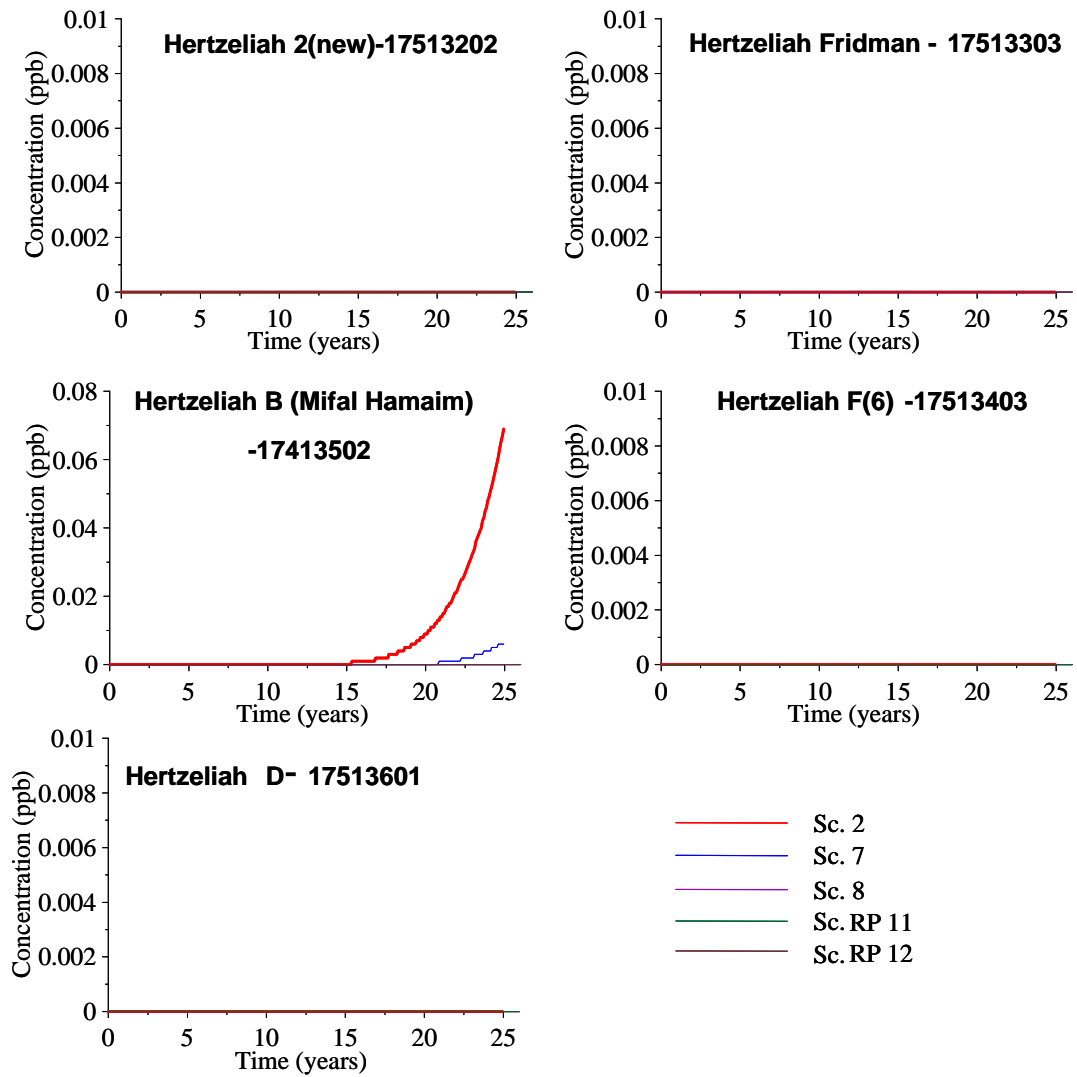 Hertzeliah 2(new)-17513202
Concentration (ppb)
0.01
0.008
0.006
0.004
0.002
0
0 5 10 15 20 25
Time (years)
Hertzeliah Fridman - 17513303
Concentration (ppb)
0.01
0.008
0.006
0.004
0.002
0
0 5 10 15 20 25
Time (years)
Hertzeliah B (Mifal Hamaim)
-17413502
Concentration (ppb)
0.08
0.06
0.04
0.02
0
0 5 10 15 20 25
Time (years)
Hertzeliah F(6) -17513403
Concentration (ppb)
0.01
0.008
0.006
0.004
0.002
0
0 5 10 15 20 25
Time (years)
Hertzeliah D- 17513601
Concentration (ppb)
0.01
0.008
0.006
0.004
0.002
0
0 5 10 15 20 25
Time (years)
Sc. 2
Sc. 7
Sc. 8
Sc. RP 11
Sc. RP 12